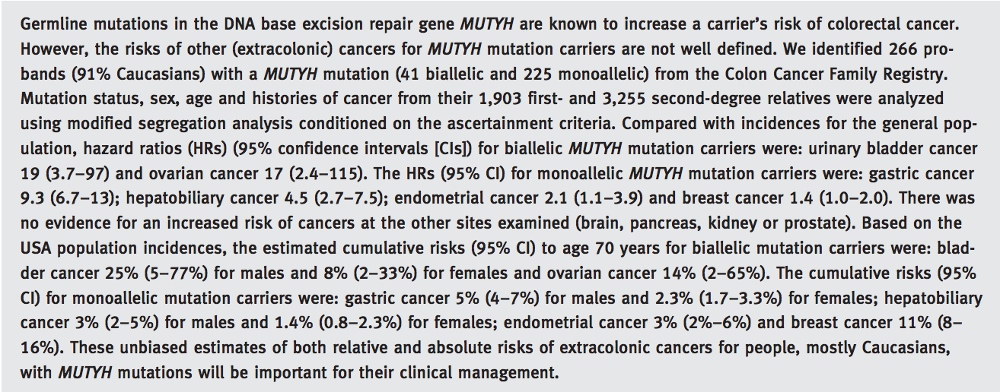 Germline mutations in the DNA base excision repair gene MUTYH are known to increase a carrier's risk of colorectal cancer.
However, the risks of other (extracolonic) cancers for MUTYH mutation carriers are not well defined. We identified 266 pro-
bands (91% Caucasians) with a MUTYH mutation (41 biallelic and 225 monoallelic) from the Colon Cancer Family Registry.
Mutation status, sex, age and histories of cancer from their 1,903 first- and 3,255 second-degree relatives were analyzed
using modified segregation analysis conditioned on the ascertainment criteria. Compared with incidences for the general pop-
ulation, hazard ratios (HRs) (95% confidence intervals [CIs]) for biallelic MUTYH mutation carriers were: urinary bladder cancer
19 (3.7–97) and ovarian cancer 17 (2.4–115). The HRs (95% CI) for monoallelic MUTYH mutation carriers were: gastric cancer
9.3 (6.7–13); hepatobiliary cancer 4.5 (2.7–7.5); endometrial cancer 2.1 (1.1–3.9) and breast cancer 1.4 (1.0–2.0). There was
no evidence for an increased risk of cancers at the other sites examined (brain, pancreas, kidney or prostate). Based on the
USA population incidences, the estimated cumulative risks (95% CI) to age 70 years for biallelic mutation carriers were: blad-
der cancer 25% (5–77%) for males and 8% (2–33%) for females and ovarian cancer 14% (2–65%). The cumulative risks (95%
CI) for monoallelic mutation carriers were: gastric cancer 5% (4–7%) for males and 2.3% (1.7–3.3%) for females; hepatobiliary
cancer 3% (2–5%) for males and 1.4% (0.8–2.3%) for females; endometrial cancer 3% (2%–6%) and breast cancer 11% (8–
16%). These unbiased estimates of both relative and absolute risks of extracolonic cancers for people, mostly Caucasians,
with MUTYH mutations will be important for their clinical management.